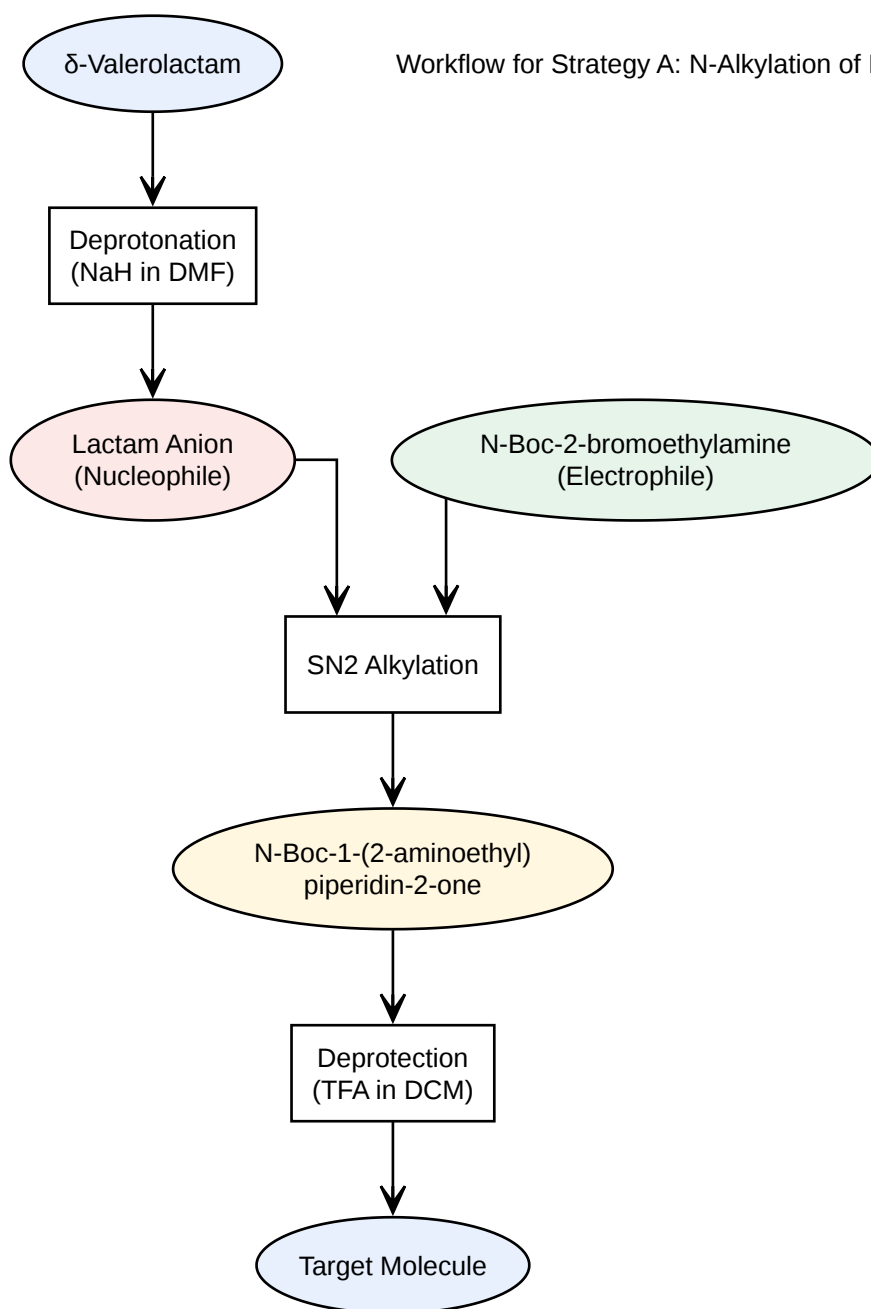 δ-Valerolactam
Workflow for Strategy A: N-Alkylation of
Deprotonation
(NaH in DMF)
Lactam Anion
(Nucleophile)
N-Boc-2-bromoethylamine
(Electrophile)
SN2 Alkylation
N-Boc-1-(2-aminoethyl)
piperidin-2-one
Deprotection
(TFA in DCM)
Target Molecule